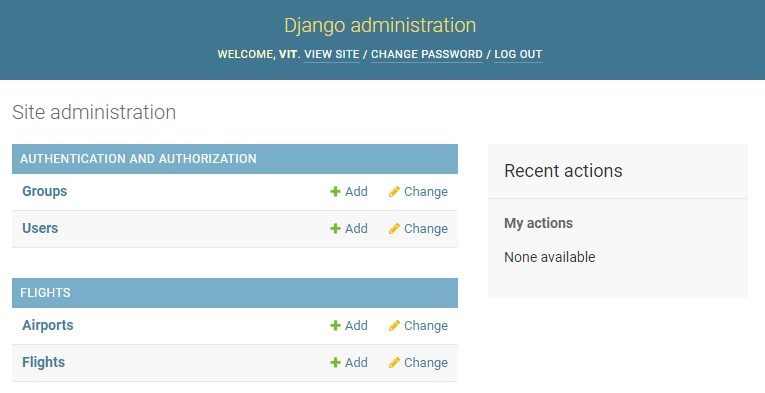 Django administration
WELCOME, VIT. VIEW SITE / CHANGE PASSWORD / LOG OUT
Site administration
AUTHENTICATION AND AUTHORIZATION
Groups Add Change
Users Add Change
FLIGHTS
Airports Add Change
Flights Add Change
Recent actions
My actions
None available